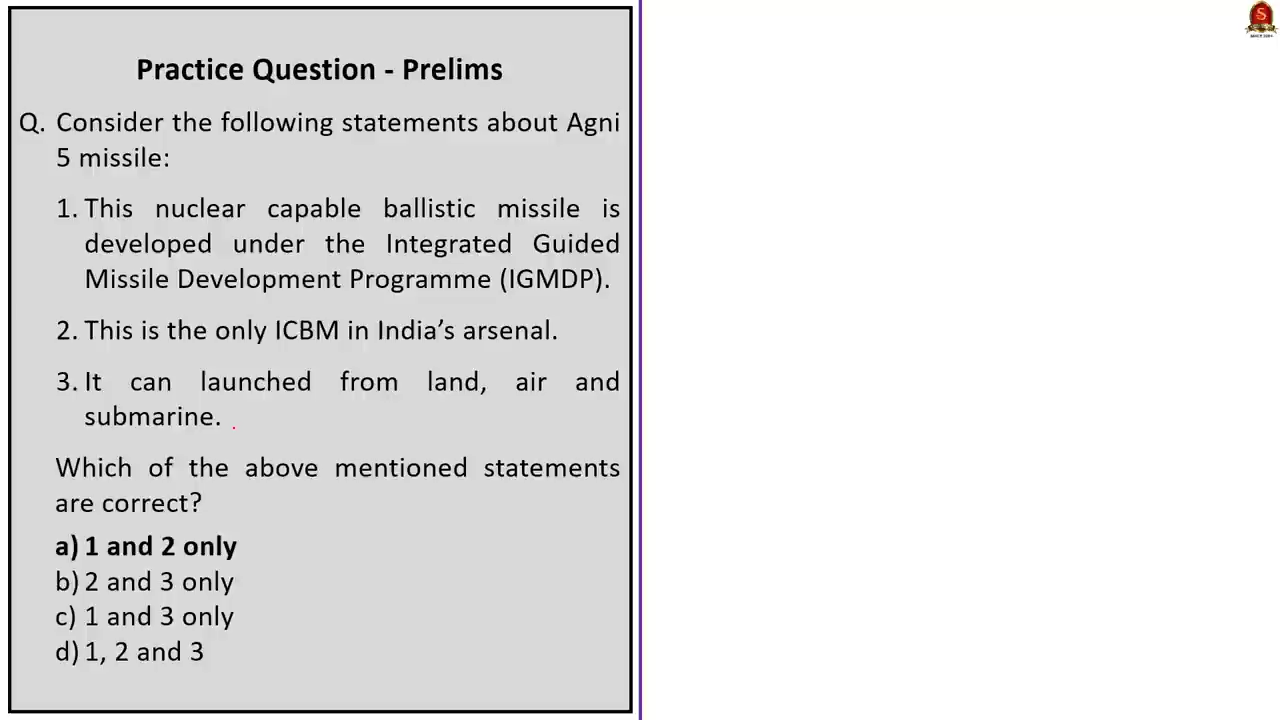 Practice Question - Prelims
Q. Consider the following statements about Agni
5 missile:
1. This nuclear capable ballistic missile is
developed under the Integrated Guided
Missile Development Programme (IGMDP).
2. This is the only ICBM in India’s arsenal.
3. It can launched from land, air and
submarine.
Which of the above mentioned statements
are correct?
a) 1 and 2 only
b) 2 and 3 only
c) 1 and 3 only
d) 1, 2 and 3
S